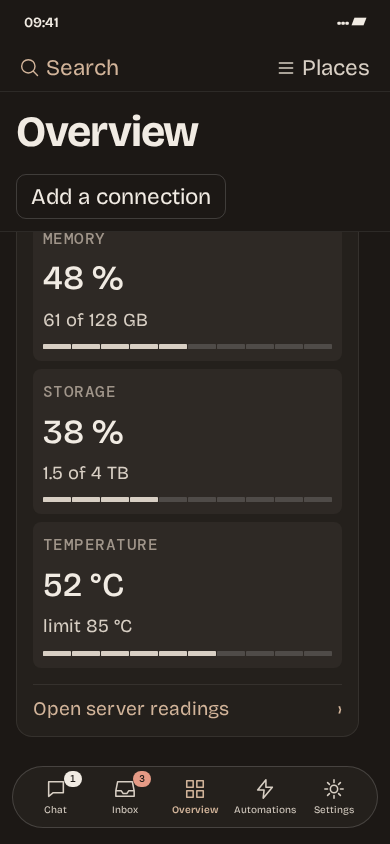 09:41
Search
Places
Overview
Add a connection
MEMORY
48 %
61 of 128 GB
STORAGE
38 %
1.5 of 4 TB
TEMPERATURE
52 °C
limit 85 °C
Open server readings
1
3
Chat
Inbox
Overview
Automations
Settings